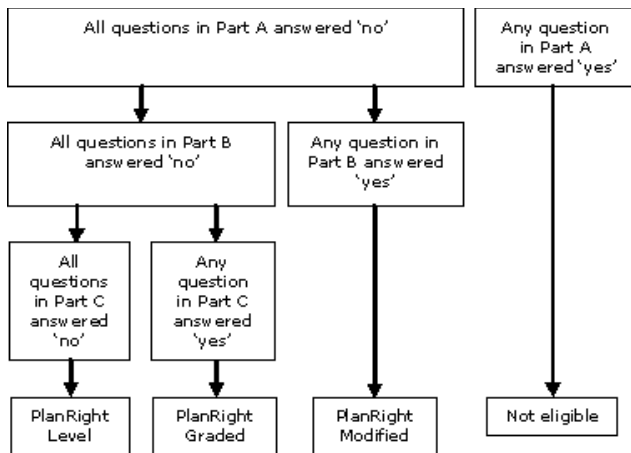 All questions in Part A answered ‘no’
Any question
in Part A
answered ‘yes’
All questions in Part B
answered ‘no’
Any question in
Part B answered
‘yes’
All
questions
in Part C
answered
‘no’
Any
question
in Part C
answered
‘yes’
PlanRight
Level
PlanRight
Graded
PlanRight
Modified
Not eligible